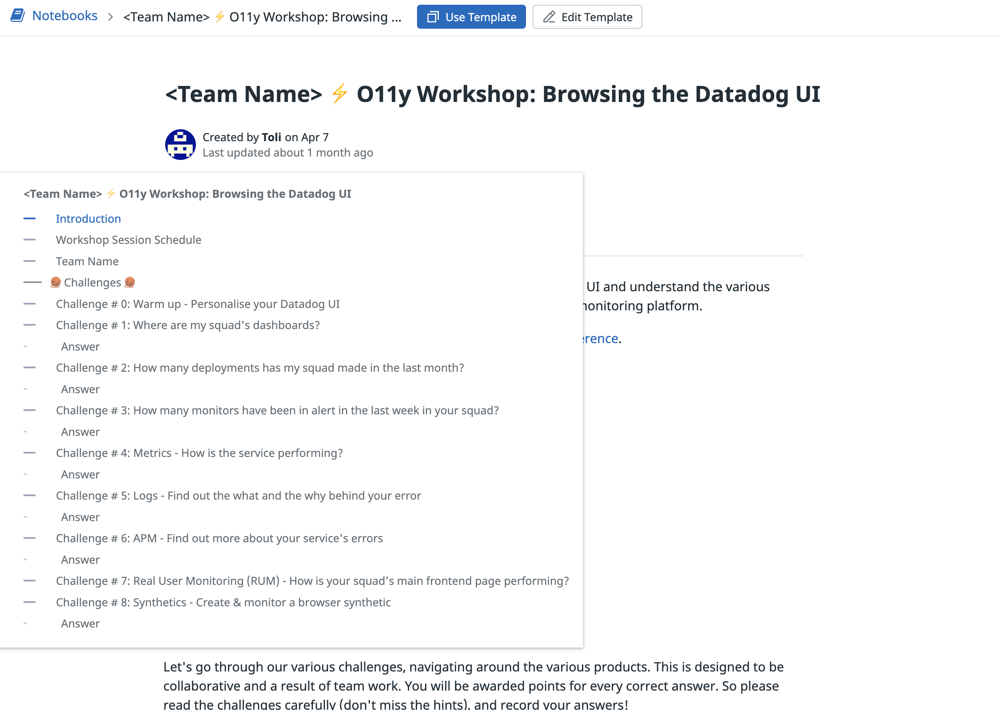 Notebooks > <Team Name> ⚡ O11y Workshop: Browsing ... Use Template Edit Template
<Team Name> ⚡ O11y Workshop: Browsing the Datadog UI
Created by Toli on Apr 7
Last updated about 1 month ago
<Team Name> ⚡ O11y Workshop: Browsing the Datadog UI
Introduction
Workshop Session Schedule
Team Name
🧶 Challenges 🧶
UI and understand the various
Challenge # 0: Warm up - Personalise your Datadog UI
platform.
Challenge # 1: Where are my squad's dashboards?
Answer
Challenge # 2: How many deployments has my squad made in the last month?
Answer
Challenge # 3: How many monitors have been in alert in the last week in your squad?
Answer
Challenge # 4: Metrics - How is the service performing?
Answer
Challenge # 5: Logs - Find out the what and the why behind your error
Answer
Challenge # 6: APM - Find out more about your service's errors
Answer
Challenge # 7: Real User Monitoring (RUM) - How is your squad’s main frontend page performing?
Challenge # 8: Synthetics - Create & monitor a browser synthetic
Answer
Let's go through our various challenges, navigating around the various products. This is designed to be
collaborative and a result of team work. You will be awarded points for every correct answer. So please
read the challenges carefully (don't miss the hints), and record your answers!